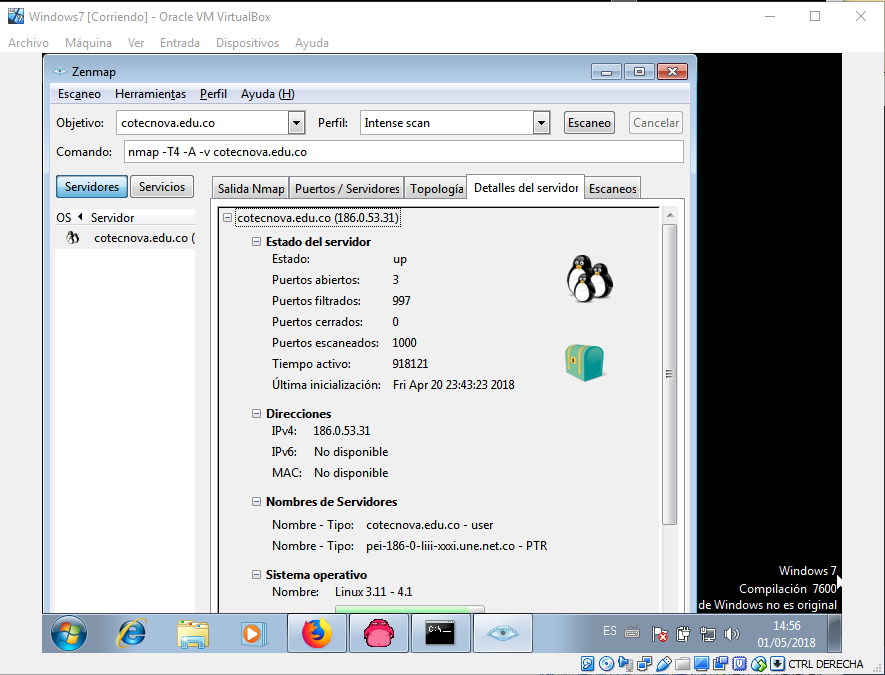 Windows7 [Corriendo] - Oracle VM VirtualBox
Archivo Máquina Ver Entrada Dispositivos Ayuda
Zenmap
Escaneo Herramientas Perfil Ayuda (H)
Objetivo: cotecnova.edu.co Perfil: Intense scan Escaneo Cancelar
Comando: nmap -T4 -A -v cotecnova.edu.co
Servidores Servicios Salida Nmap Puertos / Servidores Topología Detalles del servidor Escaneos
OS Servidor
cotecnova.edu.co (
cotecnova.edu.co (186.0.53.31)
Estado del servidor
Estado: up
Puertos abiertos: 3
Puertos filtrados: 997
Puertos cerrados: 0
Puertos escaneados: 1000
Tiempo activo: 918121
Última inicialización: Fri Apr 20 23:43:23 2018
Direcciones
IPv4: 186.0.53.31
IPv6: No disponible
MAC: No disponible
Nombres de Servidores
Nombre - Tipo: cotecnova.edu.co - user
Nombre - Tipo: pei-186-0-liii-xxxi.une.net.co - PTR
Sistema operativo
Nombre: Linux 3.11 - 4.1
Windows 7
Compilación 7600
de Windows no es original
ES 14:56
01/05/2018
CTRL DERECHA